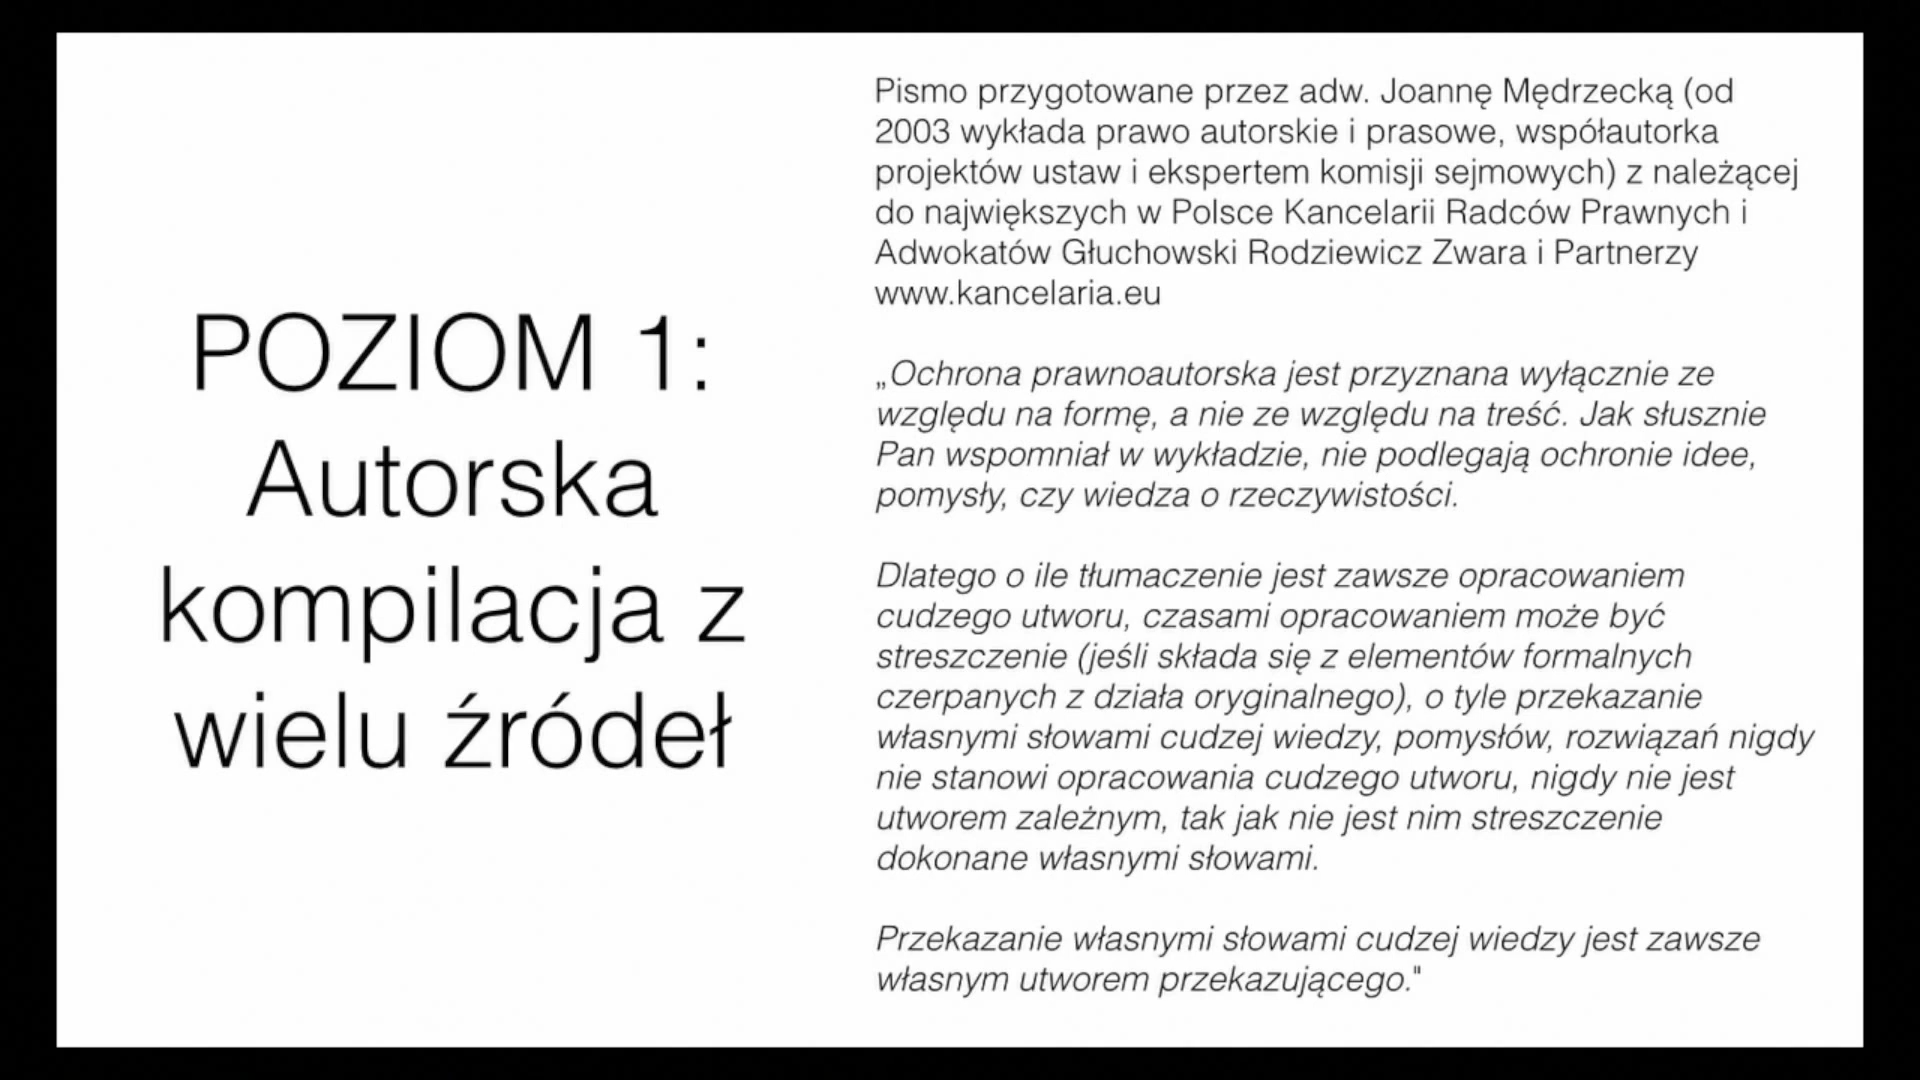 POZIOM 1:
Autorska
kompilacja z
wielu źródeł
Pismo przygotowane przez adw. Joannę Mędrzecką (od
2003 wykłada prawo autorskie i prasowe, współautorka
projektów ustaw i ekspertem komisji sejmowych) z należącej
do największych w Polsce Kancelarii Radców Prawnych i
Adwokatów Głuchowski Rodziewicz Zwara i Partnerzy
www.kancelaria.eu
„Ochrona prawnoautorska jest przyznana wyłącznie ze
względu na formę, a nie ze względu na treść. Jak słusznie
Pan wspomniał w wykładzie, nie podlegają ochronie idee,
pomysły, czy wiedza o rzeczywistości.
Dlatego o ile tłumaczenie jest zawsze opracowaniem
cudzego utworu, czasami opracowaniem może być
streszczenie (jeśli składa się z elementów formalnych
czerpanych z działa oryginalnego), o tyle przekazanie
własnymi słowami cudzej wiedzy, pomysłów, rozwiązań nigdy
nie stanowi opracowania cudzego utworu, nigdy nie jest
utworem zależnym, tak jak nie jest nim streszczenie
dokonane własnymi słowami.
Przekazanie własnymi słowami cudzej wiedzy jest zawsze
własnym utworem przekazującego."